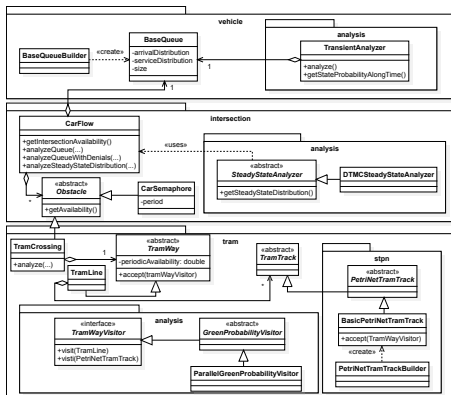 vehicle
BaseQueue
-arrivalDistribution
-serviceDistribution
-size
BaseQueueBuilder
«create»
analysis
TransientAnalyzer
+analyze()
+getStateProbabilityAlongTime()
1
1
intersection
CarFlow
+getIntersectionAvailability()
+analyzeQueue(...)
+analyzeQueueWithDenials(...)
+analyzeSteadyStateDistribution(...)
«uses»
analysis
«abstract»
SteadyStateAnalyzer
+getSteadyStateDistribution()
DTMCSteadyStateAnalyzer
*
«abstract»
Obstacle
+getAvailability()
CarSemaphore
-period
tram
TramCrossing
+analyze(...)
1
«abstract»
TramWay
-periodicAvailability: double
+accept(tramWayVisitor)
TramLine
«abstract»
TramTrack
*
stpn
«abstract»
PetriNetTramTrack
BasicPetriNetTramTrack
+accept(TramWayVisitor)
«create»
PetriNetTramTrackBuilder
analysis
«interface»
TramWayVisitor
+visit(TramLine)
+visti(PetriNetTramTrack)
«abstract»
GreenProbabilityVisitor
ParallelGreenProbabilityVisitor